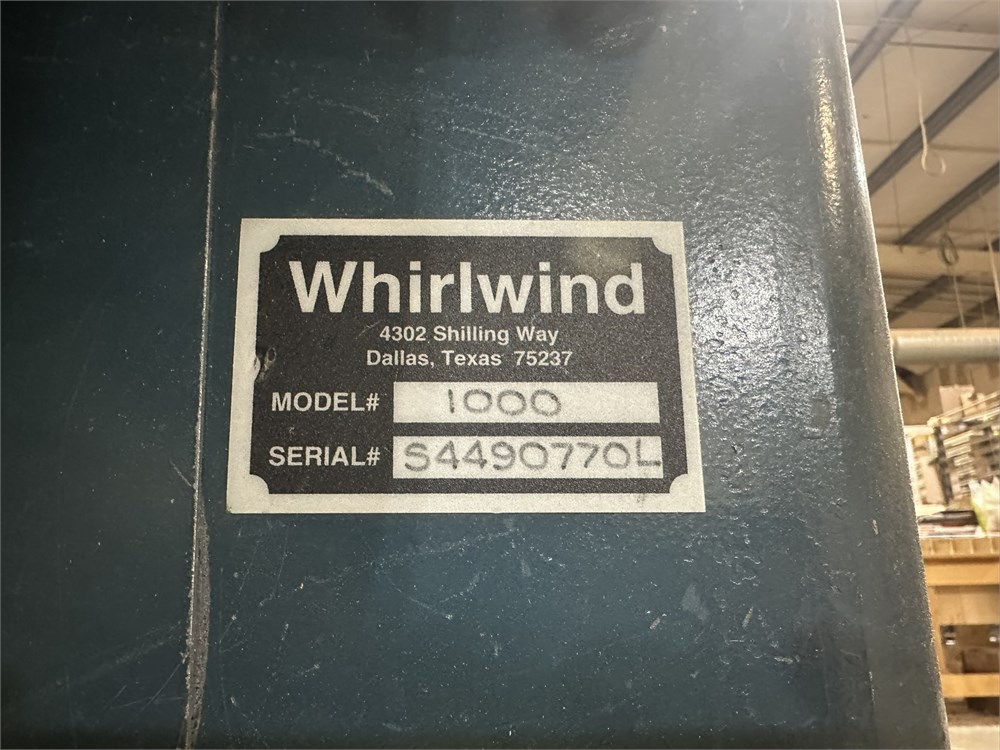 Whirlwind
4302 Shilling Way
Dallas, Texas 75237
MODEL# 1000
SERIAL# S4490770L